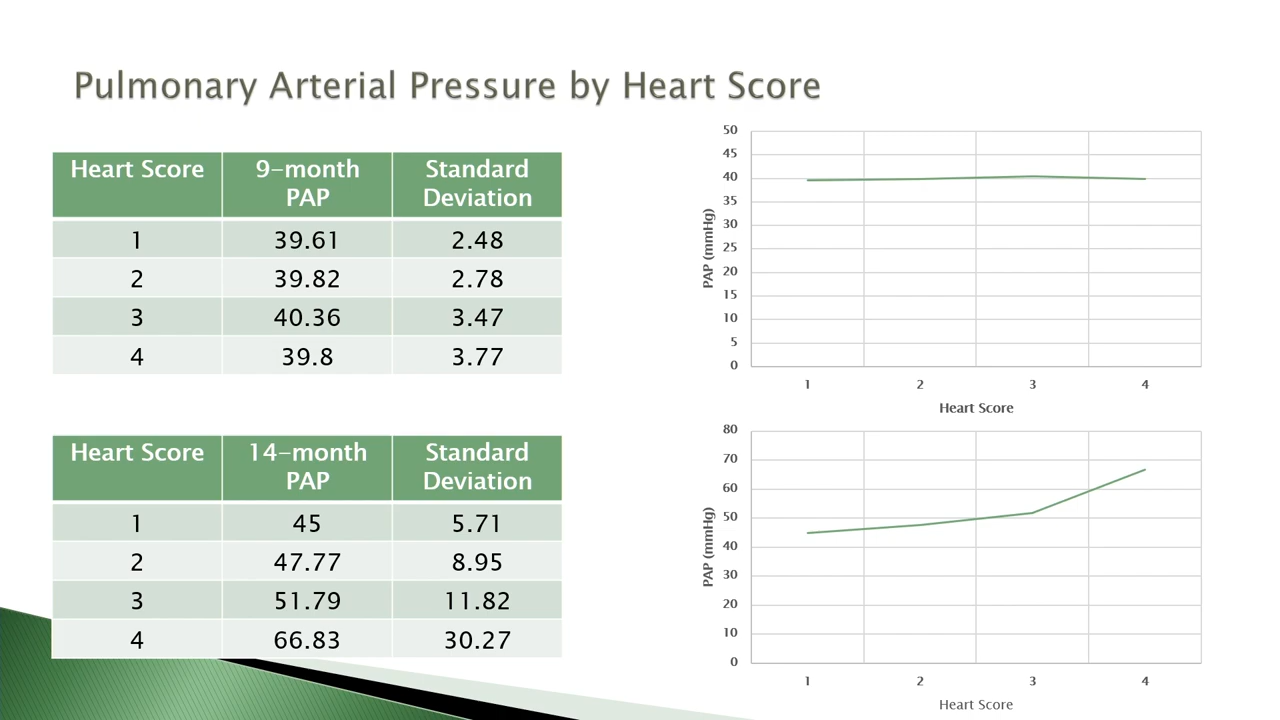 Pulmonary Arterial Pressure by Heart Score
Heart Score 9-month PAP Standard Deviation
1 39.61 2.48
2 39.82 2.78
3 40.36 3.47
4 39.8 3.77
Heart Score 14-month PAP Standard Deviation
1 45 5.71
2 47.77 8.95
3 51.79 11.82
4 66.83 30.27
50
45
40
35
30
25
20
15
10
5
0
PAP (mmHg)
1 2 3 4
Heart Score
80
70
60
50
40
30
20
10
0
PAP (mmHg)
1 2 3 4
Heart Score